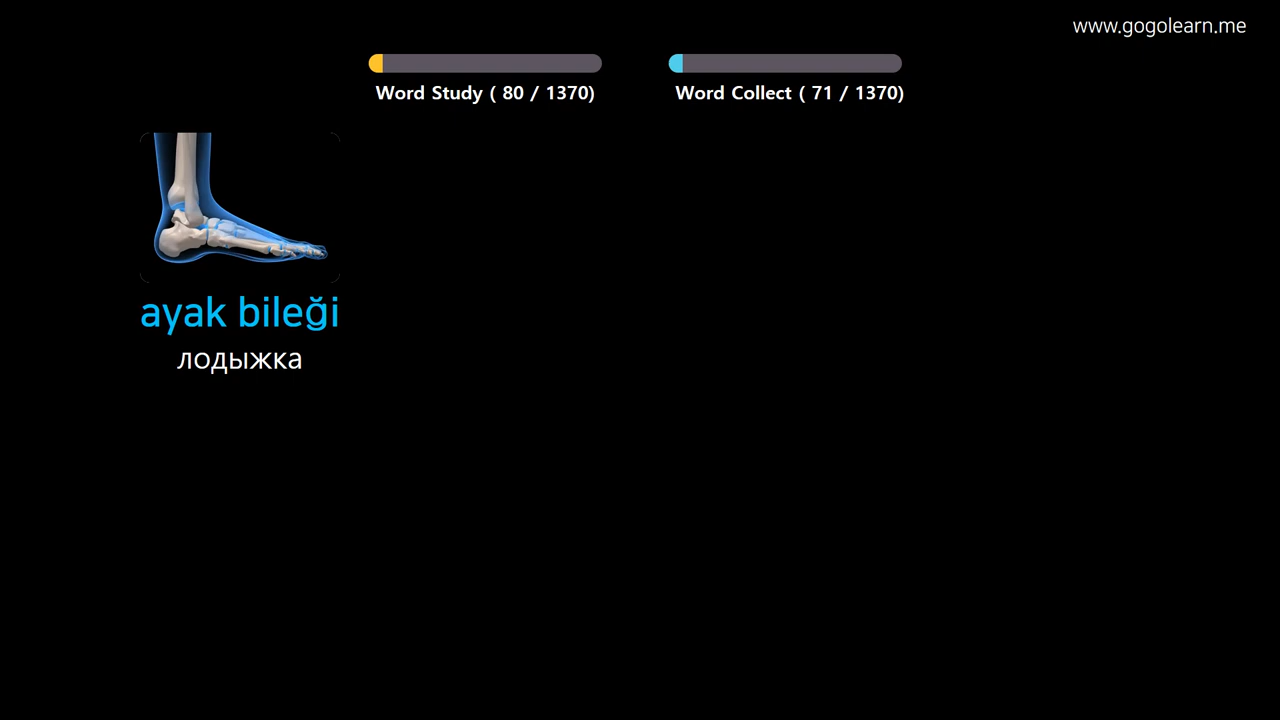 www.gogolearn.me
Word Study ( 80 / 1370)
Word Collect ( 71 / 1370)
ayak bileği
лодыжка